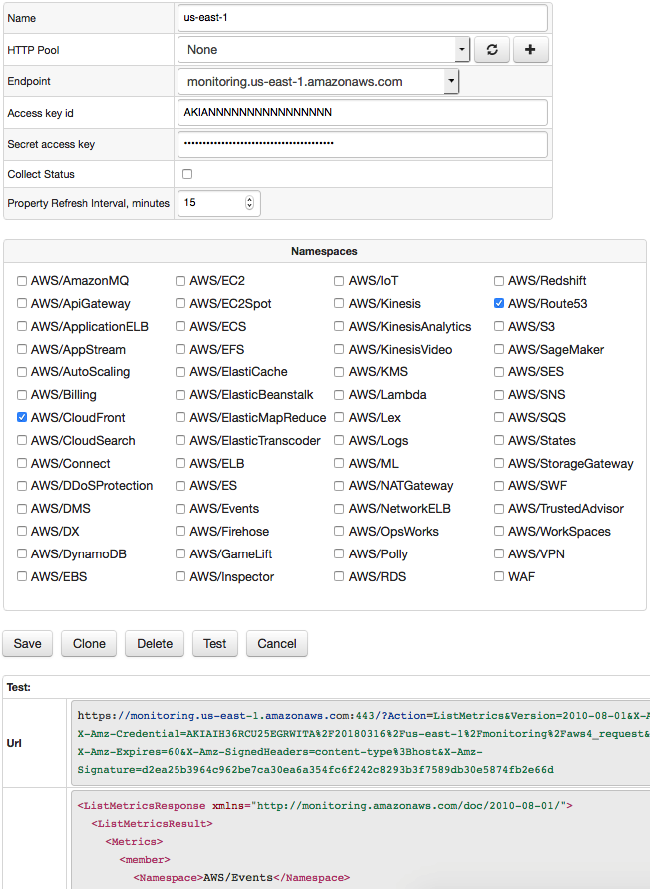 Name us-east-1
HTTP Pool None
Endpoint monitoring.us-east-1.amazonaws.com
Access key id AKIANNNNNNNNNNNNNNNN
Secret access key ••••••••••••••••••••••••••••••••••••••••
Collect Status
Property Refresh Interval, minutes 15
Namespaces
AWS/AmazonMQ AWS/EC2 AWS/IoT AWS/Redshift
AWS/ApiGateway AWS/EC2Spot AWS/Kinesis AWS/Route53
AWS/ApplicationELB AWS/ECS AWS/KinesisAnalytics AWS/S3
AWS/AppStream AWS/EFS AWS/KinesisVideo AWS/SageMaker
AWS/AutoScaling AWS/ElastiCache AWS/KMS AWS/SES
AWS/Billing AWS/ElasticBeanstalk AWS/Lambda AWS/SNS
AWS/CloudFront AWS/ElasticMapReduce AWS/Lex AWS/SQS
AWS/CloudSearch AWS/ElasticTranscoder AWS/Logs AWS/States
AWS/Connect AWS/ELB AWS/ML AWS/StorageGateway
AWS/DDoSProtection AWS/ES AWS/NATGateway AWS/SWF
AWS/DMS AWS/Events AWS/NetworkELB AWS/TrustedAdvisor
AWS/DX AWS/Firehose AWS/OpsWorks AWS/WorkSpaces
AWS/DynamoDB AWS/GameLift AWS/Polly AWS/VPN
AWS/EBS AWS/Inspector AWS/RDS WAF
Save Clone Delete Test Cancel
Test:
Url
https://monitoring.us-east-1.amazonaws.com:443/?Action=ListMetrics&Version=2010-08-01&X-A
X-Amz-Credential=AKIAIH36RCU25EGRWITA%2F20180316%2Fus-east-1%2Fmonitoring%2Faws4_request&
X-Amz-Expires=60&X-Amz-SignedHeaders=content-type%3Bhost&X-Amz-
Signature=d2ea25b3964c962be7ca30ea6a354fc6f242c8293b3f7589db30e5874fb2e66d
<ListMetricsResponse xmlns="http://monitoring.amazonaws.com/doc/2010-08-01/">
<ListMetricsResult>
<Metrics>
<member>
<Namespace>AWS/Events</Namespace>